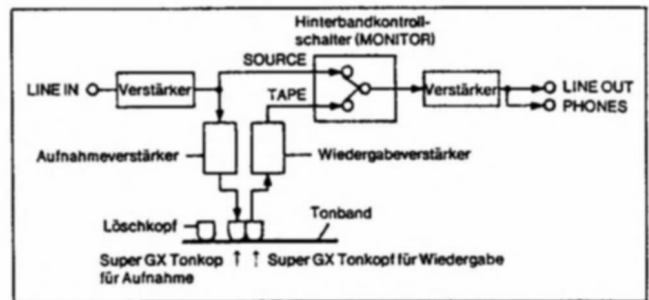 Hinterbandkontroll-
schalter (MONITOR)
SOURCE
LINE IN
Verstärker
TAPE
Verstärker
LINE OUT
PHONES
Aufnahmeverstärker
Wiedergabeverstärker
Löschkopf
Tonband
Super GX Tonkop
für Aufnahme
Super GX Tonkopf für Wiedergabe